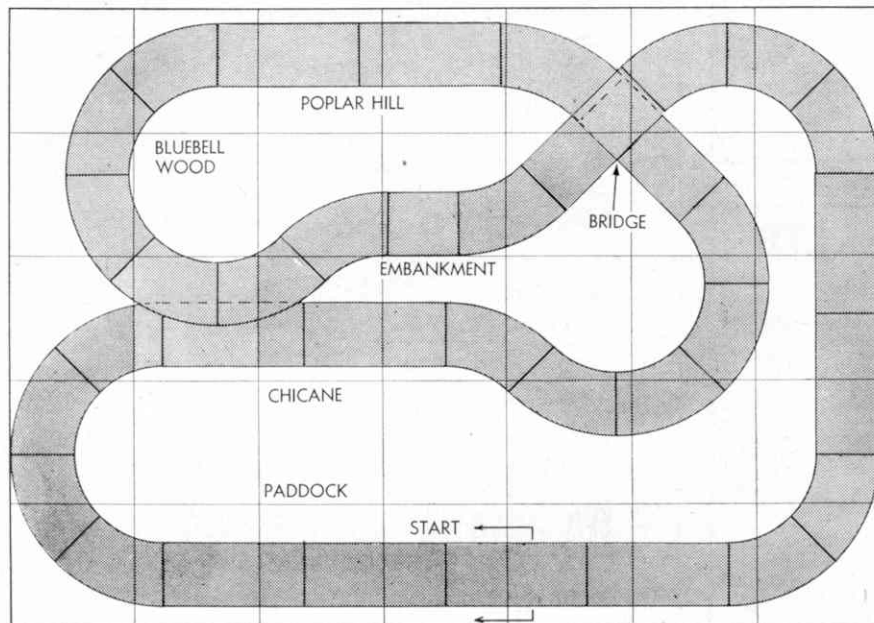 POPLAR HILL
BLUEBELL
WOOD
BRIDGE
EMBANKMENT
CHICANE
PADDOCK
START